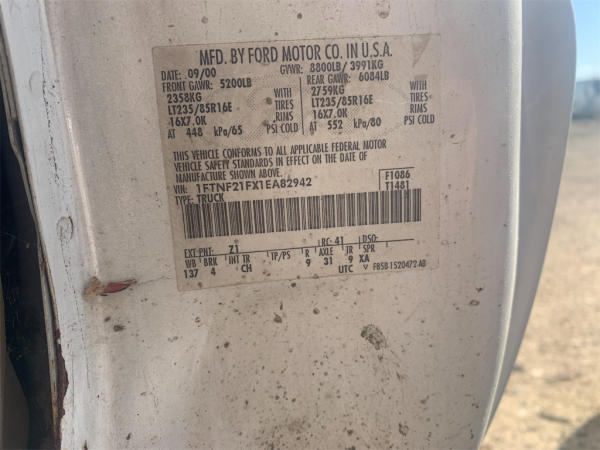 MFD. BY FORD MOTOR CO. IN U.S.A.
DATE: 09/00 GVWR: 8800LB/ 3991KG
FRONT GAWR: 5200LB REAR GAWR: 6084LB
2358KG WITH 2759KG WITH
LT235/85R16E TIRES LT235/85R16E TIRES
16X7.0K RIMS 16X7.0K RIMS
AT 448 kPa/65 PSI COLD AT 552 kPa/80 PSI COLD
THIS VEHICLE CONFORMS TO ALL APPLICABLE FEDERAL MOTOR
VEHICLE SAFETY STANDARDS IN EFFECT ON THE DATE OF
MANUFACTURE SHOWN ABOVE.
VIN: 1FTNF21FX1EA82942 F1086
TYPE: TRUCK T1481
EXT PNT: Z1 RC: 41 DSO:
WB BRK INT TR TP/PS R AXLE TR SPR
137 4 CH 9 31 9 XA
UTC ▽ F85B-1520472-AB